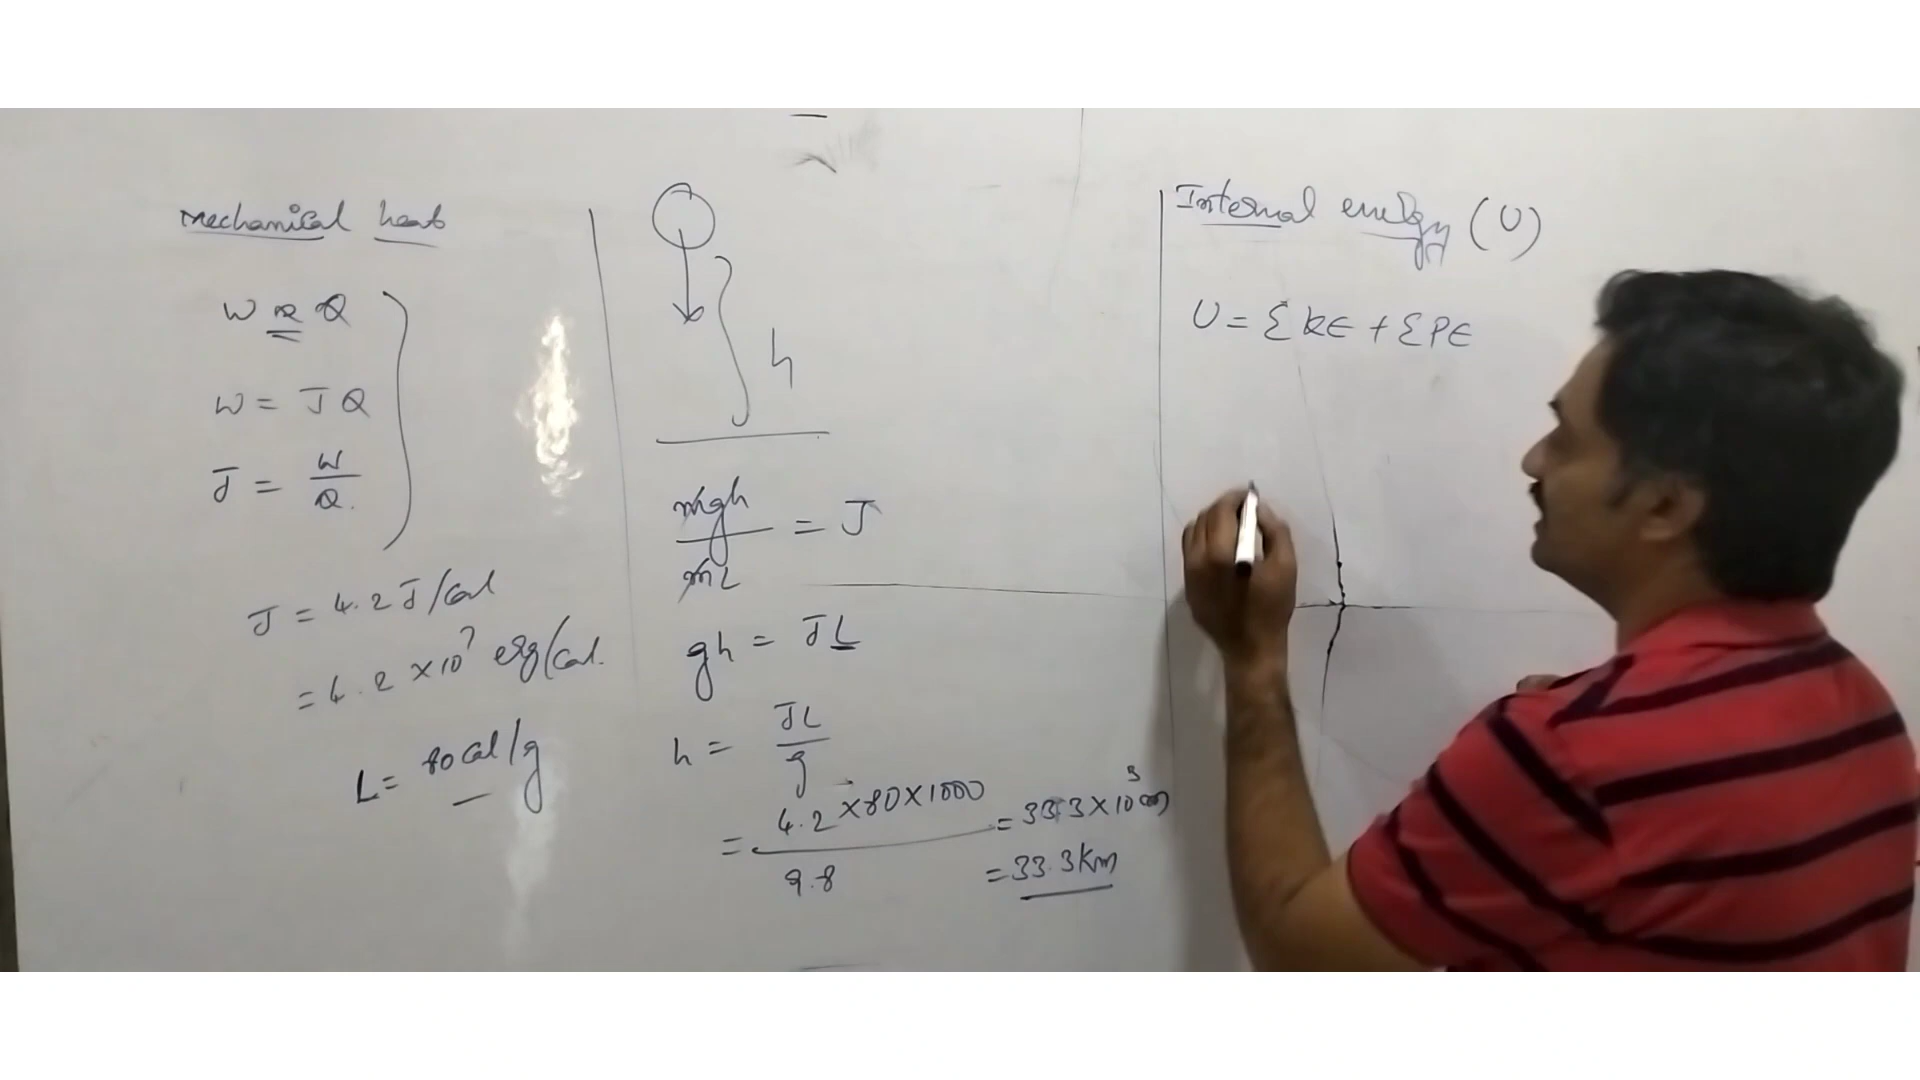 Mechanical heat
W α Q
W = J Q
J = W/Q.
J = 4.2 J/Cal
= 4.2 × 10⁷ erg/Cal.
L = 80 Cal/g
h
mgh/mL = J
gh = JL
h = JL/g
= 4.2 × 80 × 1000 / 9.8 = 33.3 × 10³ m
= 33.3 Km
Internal energy (U)
U = Σ KE + Σ PE